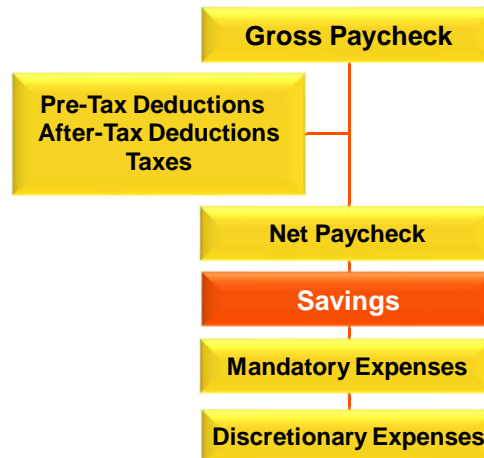 Gross Paycheck
Pre-Tax Deductions
After-Tax Deductions
Taxes
Net Paycheck
Savings
Mandatory Expenses
Discretionary Expenses